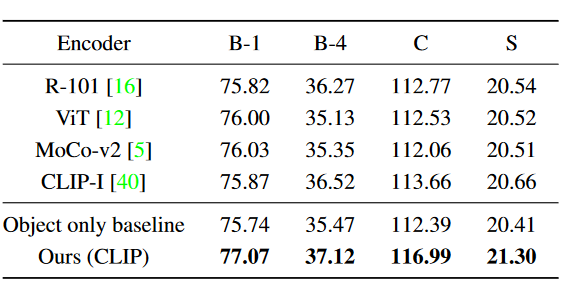 Encoder B-1 B-4 C S
R-101 [16] 75.82 36.27 112.77 20.54
ViT [12] 76.00 35.13 112.53 20.52
MoCo-v2 [5] 76.03 35.35 112.06 20.51
CLIP-I [40] 75.87 36.52 113.66 20.66
Object only baseline 75.74 35.47 112.39 20.41
Ours (CLIP) 77.07 37.12 116.99 21.30